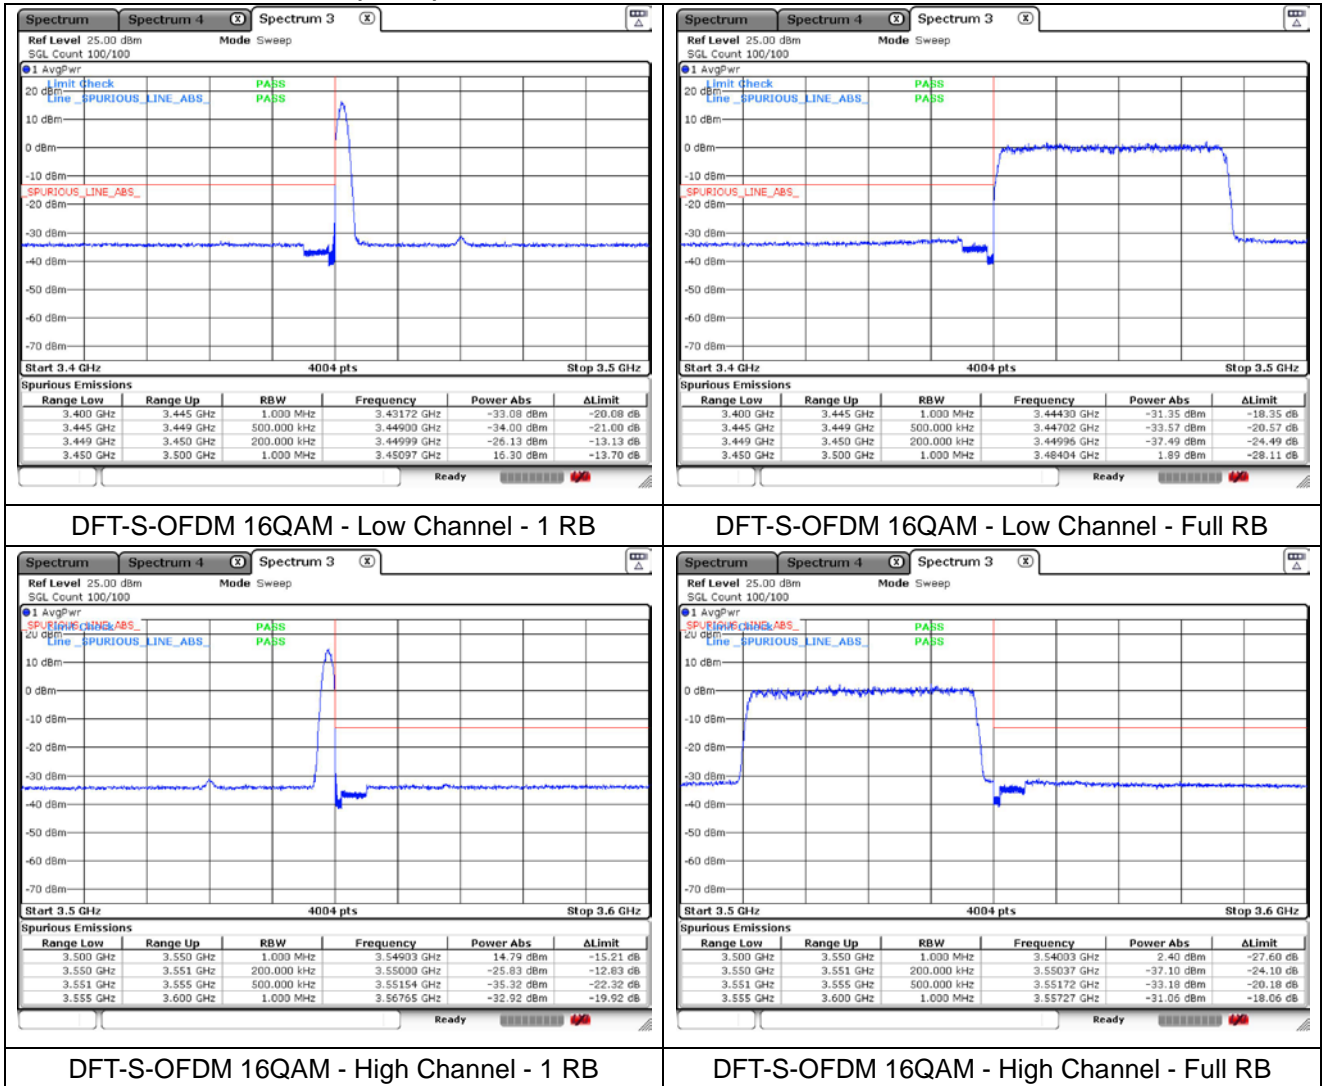 Spectrum Spectrum 4 X Spectrum 3 X
Ref Level 25.00 dBm Mode Sweep
SGL Count 100/100
1 AvgPwr
Limit Check PASS
20 dBm
Line _SPURIOUS_LINE_ABS_ PASS
10 dBm
0 dBm
-10 dBm
_SPURIOUS_LINE_ABS_
-20 dBm
-30 dBm
-40 dBm
-50 dBm
-60 dBm
-70 dBm
Start 3.4 GHz 4004 pts Stop 3.5 GHz
Spurious Emissions
Range Low Range Up RBW Frequency Power Abs ΔLimit
3.400 GHz 3.445 GHz 1.000 MHz 3.43172 GHz -33.08 dBm -20.08 dB
3.445 GHz 3.449 GHz 500.000 kHz 3.44900 GHz -34.00 dBm -21.00 dB
3.449 GHz 3.450 GHz 200.000 kHz 3.44999 GHz -26.13 dBm -13.13 dB
3.450 GHz 3.500 GHz 1.000 MHz 3.45097 GHz 16.30 dBm -13.70 dB
Ready
DFT-S-OFDM 16QAM - Low Channel - 1 RB
Spectrum Spectrum 4 X Spectrum 3 X
Ref Level 25.00 dBm Mode Sweep
SGL Count 100/100
1 AvgPwr
Limit Check PASS
20 dBm
Line _SPURIOUS_LINE_ABS_ PASS
10 dBm
0 dBm
-10 dBm
_SPURIOUS_LINE_ABS_
-20 dBm
-30 dBm
-40 dBm
-50 dBm
-60 dBm
-70 dBm
Start 3.4 GHz 4004 pts Stop 3.5 GHz
Spurious Emissions
Range Low Range Up RBW Frequency Power Abs ΔLimit
3.400 GHz 3.445 GHz 1.000 MHz 3.44430 GHz -31.35 dBm -18.35 dB
3.445 GHz 3.449 GHz 500.000 kHz 3.44702 GHz -33.57 dBm -20.57 dB
3.449 GHz 3.450 GHz 200.000 kHz 3.44996 GHz -37.49 dBm -24.49 dB
3.450 GHz 3.500 GHz 1.000 MHz 3.48404 GHz 1.89 dBm -28.11 dB
Ready
DFT-S-OFDM 16QAM - Low Channel - Full RB
Spectrum Spectrum 4 X Spectrum 3 X
Ref Level 25.00 dBm Mode Sweep
SGL Count 100/100
1 AvgPwr
_SPURIOUS_LINE_ABS_
Limit Check PASS
20 dBm
Line _SPURIOUS_LINE_ABS_ PASS
10 dBm
0 dBm
-10 dBm
-20 dBm
-30 dBm
-40 dBm
-50 dBm
-60 dBm
-70 dBm
Start 3.5 GHz 4004 pts Stop 3.6 GHz
Spurious Emissions
Range Low Range Up RBW Frequency Power Abs ΔLimit
3.500 GHz 3.550 GHz 1.000 MHz 3.54903 GHz 14.79 dBm -15.21 dB
3.550 GHz 3.551 GHz 200.000 kHz 3.55000 GHz -25.83 dBm -12.83 dB
3.551 GHz 3.555 GHz 500.000 kHz 3.55154 GHz -35.32 dBm -22.32 dB
3.555 GHz 3.600 GHz 1.000 MHz 3.56765 GHz -32.92 dBm -19.92 dB
Ready
DFT-S-OFDM 16QAM - High Channel - 1 RB
Spectrum Spectrum 4 X Spectrum 3 X
Ref Level 25.00 dBm Mode Sweep
SGL Count 100/100
1 AvgPwr
_SPURIOUS_LINE_ABS_
Limit Check PASS
20 dBm
Line _SPURIOUS_LINE_ABS_ PASS
10 dBm
0 dBm
-10 dBm
-20 dBm
-30 dBm
-40 dBm
-50 dBm
-60 dBm
-70 dBm
Start 3.5 GHz 4004 pts Stop 3.6 GHz
Spurious Emissions
Range Low Range Up RBW Frequency Power Abs ΔLimit
3.500 GHz 3.550 GHz 1.000 MHz 3.54003 GHz 2.40 dBm -27.60 dB
3.550 GHz 3.551 GHz 200.000 kHz 3.55037 GHz -37.10 dBm -24.10 dB
3.551 GHz 3.555 GHz 500.000 kHz 3.55172 GHz -33.18 dBm -20.18 dB
3.555 GHz 3.600 GHz 1.000 MHz 3.55727 GHz -31.06 dBm -18.06 dB
Ready
DFT-S-OFDM 16QAM - High Channel - Full RB